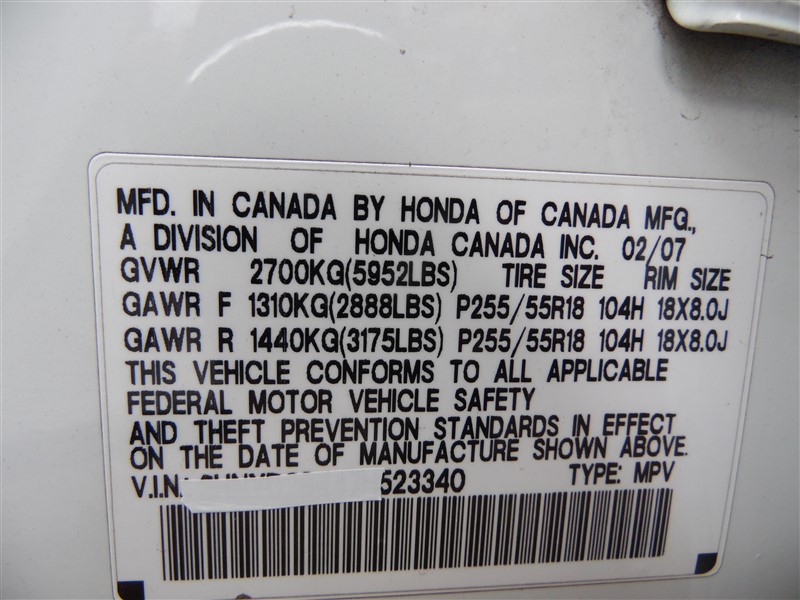 MFD. IN CANADA BY HONDA OF CANADA MFG.,
A DIVISION OF HONDA CANADA INC. 02/07
GVWR 2700KG(5952LBS) TIRE SIZE RIM SIZE
GAWR F 1310KG(2888LBS) P255/55R18 104H 18X8.0J
GAWR R 1440KG(3175LBS) P255/55R18 104H 18X8.0J
THIS VEHICLE CONFORMS TO ALL APPLICABLE
FEDERAL MOTOR VEHICLE SAFETY
AND THEFT PREVENTION STANDARDS IN EFFECT
ON THE DATE OF MANUFACTURE SHOWN ABOVE.
V.I.N. 523340 TYPE: MPV